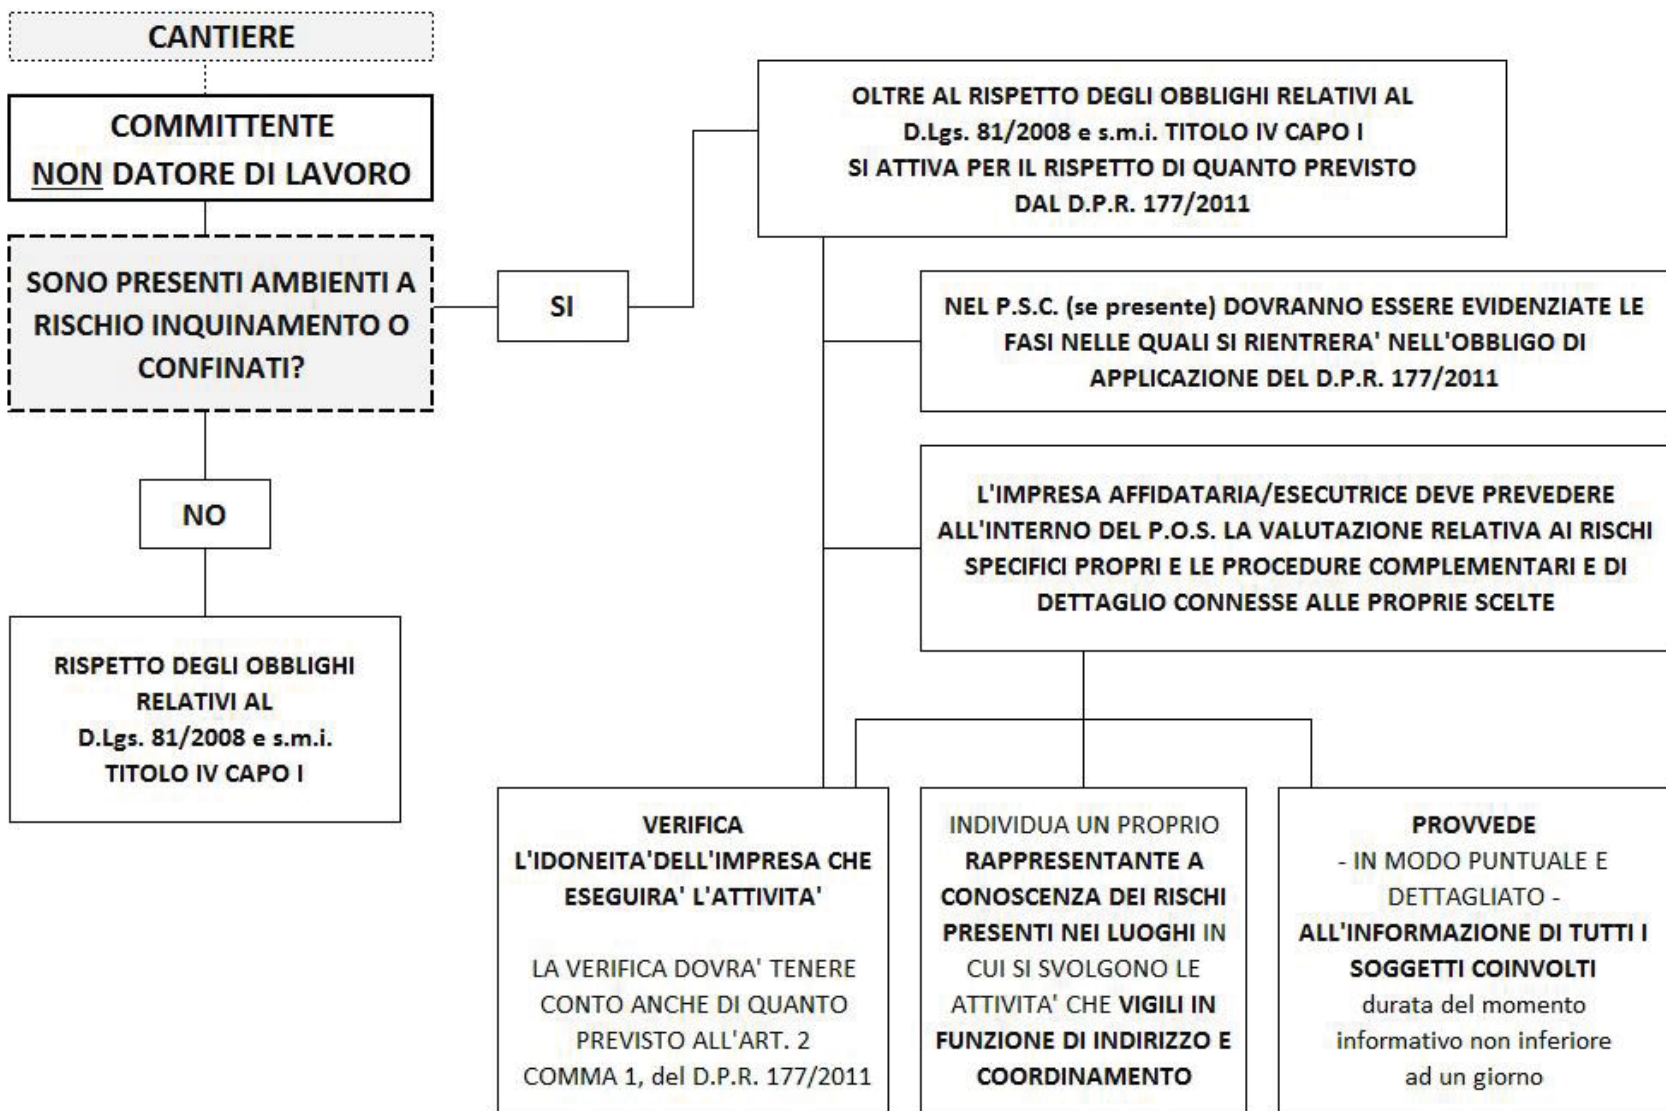 CANTIERE
COMMITTENTE
NON DATORE DI LAVORO
SONO PRESENTI AMBIENTI A
RISCHIO INQUINAMENTO O
CONFINATI?
SI
NO
RISPETTO DEGLI OBBLIGHI
RELATIVI AL
D.Lgs. 81/2008 e s.m.i.
TITOLO IV CAPO I
OLTRE AL RISPETTO DEGLI OBBLIGHI RELATIVI AL
D.Lgs. 81/2008 e s.m.i. TITOLO IV CAPO I
SI ATTIVA PER IL RISPETTO DI QUANTO PREVISTO
DAL D.P.R. 177/2011
NEL P.S.C. (se presente) DOVRANNO ESSERE EVIDENZIATE LE
FASI NELLE QUALI SI RIENTRERA' NELL'OBBLIGO DI
APPLICAZIONE DEL D.P.R. 177/2011
L'IMPRESA AFFIDATARIA/ESECUTRICE DEVE PREVEDERE
ALL'INTERNO DEL P.O.S. LA VALUTAZIONE RELATIVA AI RISCHI
SPECIFICI PROPRI E LE PROCEDURE COMPLEMENTARI E DI
DETTAGLIO CONNESSE ALLE PROPRIE SCELTE
VERIFICA
L'IDONEITA'DELL'IMPRESA CHE
ESEGUIRA' L'ATTIVITA'
LA VERIFICA DOVRA' TENERE
CONTO ANCHE DI QUANTO
PREVISTO ALL'ART. 2
COMMA 1, del D.P.R. 177/2011
INDIVIDUA UN PROPRIO
RAPPRESENTANTE A
CONOSCENZA DEI RISCHI
PRESENTI NEI LUOGHI IN
CUI SI SVOLGONO LE
ATTIVITA' CHE VIGILI IN
FUNZIONE DI INDIRIZZO E
COORDINAMENTO
PROVVEDE
- IN MODO PUNTUALE E
DETTAGLIATO -
ALL'INFORMAZIONE DI TUTTI I
SOGGETTI COINVOLTI
durata del momento
informativo non inferiore
ad un giorno